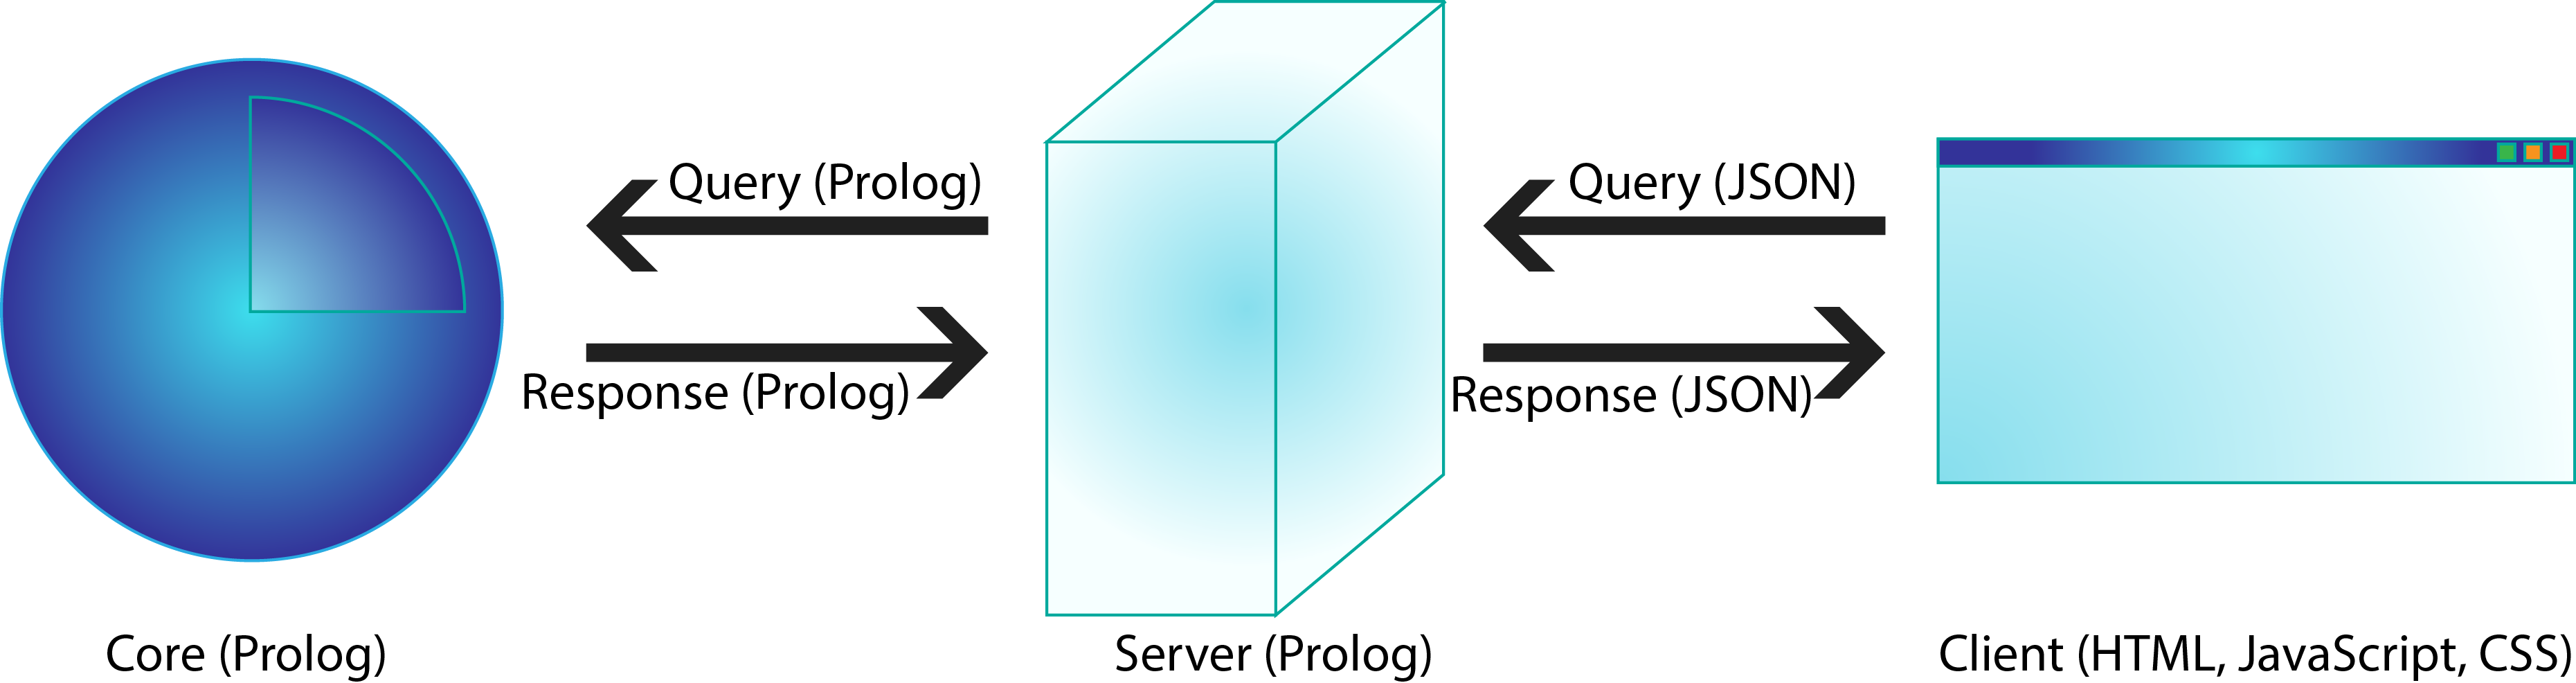 Query (Prolog)
Query (JSON)
Response (Prolog)
Response (JSON)
Core (Prolog)
Server (Prolog)
Client (HTML, JavaScript, CSS)